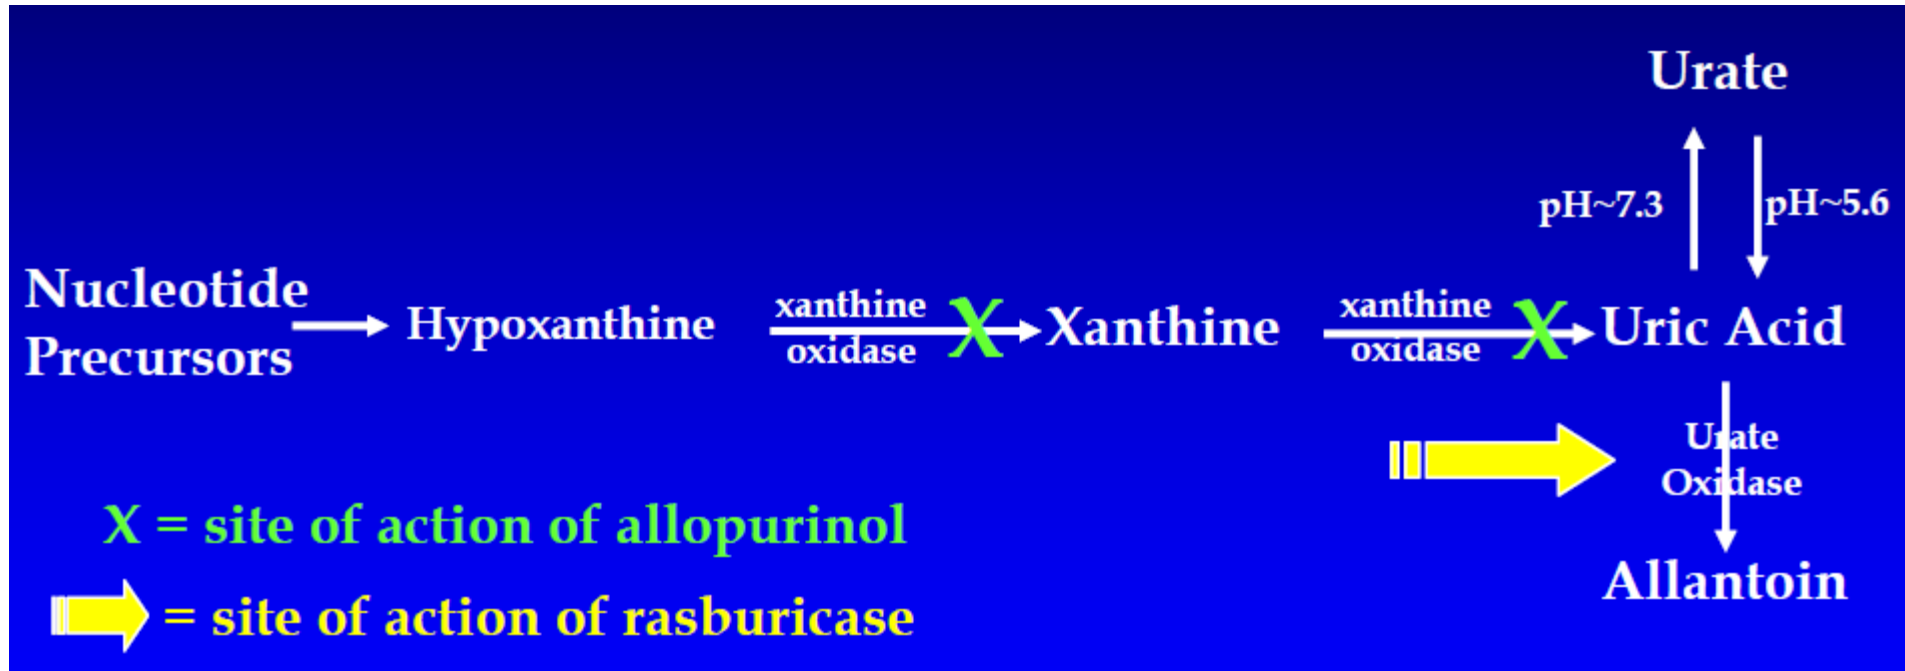 Urate
pH~7.3
pH~5.6
Nucleotide
Precursors
Hypoxanthine
xanthine
oxidase
X
Xanthine
xanthine
oxidase
X
Uric Acid
Urate
Oxidase
Allantoin
X = site of action of allopurinol
= site of action of rasburicase